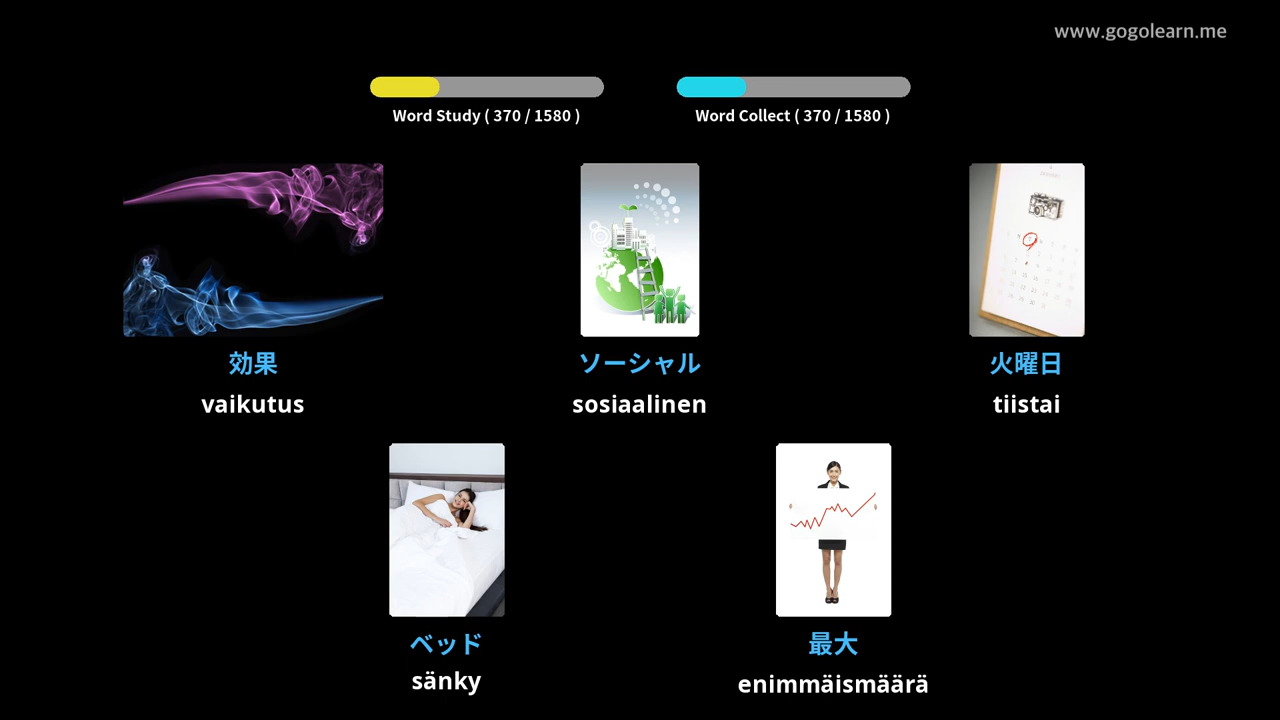 www.gogolearn.me
Word Study ( 370 / 1580 )
Word Collect ( 370 / 1580 )
効果
vaikutus
ソーシャル
sosiaalinen
火曜日
tiistai
ベッド
sänky
最大
enimmäismäärä